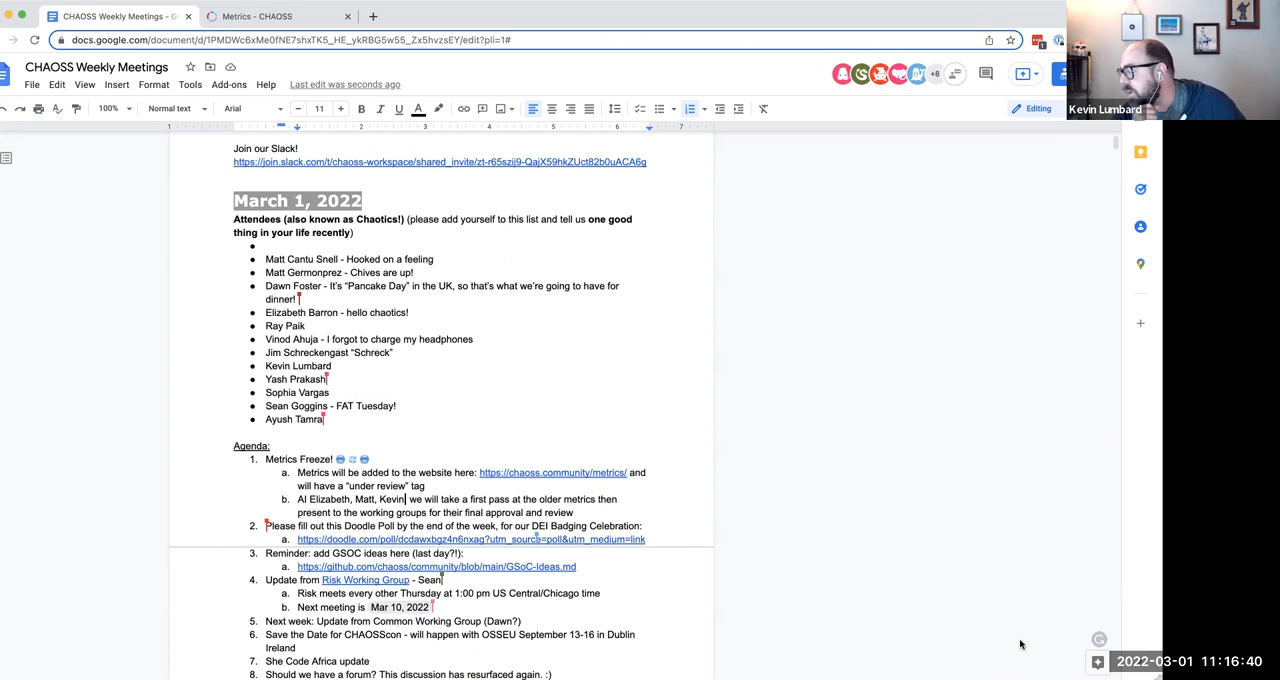 CHAOSS Weekly Meetings - G
Metrics - CHAOSS
docs.google.com/document/d/1PMDWc6xMe0fNE7shxTK5_HE_ykRBG5w55_Zx5hvzsEY/edit?pli=1#
CHAOSS Weekly Meetings
File Edit View Insert Format Tools Add-ons Help Last edit was seconds ago
+8
100% Normal text Arial 11 Editing
1 1 2 3 4 5 6 7
Kevin Lumbard
Join our Slack!
https://join.slack.com/t/chaoss-workspace/shared_invite/zt-r65szij9-QajX59hkZUct82b0uACA6g
March 1, 2022
Attendees (also known as Chaotics!) (please add yourself to this list and tell us one good
thing in your life recently)
●
● Matt Cantu Snell - Hooked on a feeling
● Matt Germonprez - Chives are up!
● Dawn Foster - It's “Pancake Day” in the UK, so that's what we're going to have for
dinner!
● Elizabeth Barron - hello chaotics!
● Ray Paik
● Vinod Ahuja - I forgot to charge my headphones
● Jim Schreckengast “Schreck”
● Kevin Lumbard
● Yash Prakash
● Sophia Vargas
● Sean Goggins - FAT Tuesday!
● Ayush Tamra
Agenda:
1. Metrics Freeze! 🥶 🧊 🥶
a. Metrics will be added to the website here: https://chaoss.community/metrics/ and
will have a “under review” tag
b. AI Elizabeth, Matt, Kevin we will take a first pass at the older metrics then
present to the working groups for their final approval and review
2. Please fill out this Doodle Poll by the end of the week, for our DEI Badging Celebration:
a. https://doodle.com/poll/dcdawxbgz4n6nxag?utm_source=poll&utm_medium=link
3. Reminder: add GSOC ideas here (last day?!):
a. https://github.com/chaoss/community/blob/main/GSoC-Ideas.md
4. Update from Risk Working Group - Sean
a. Risk meets every other Thursday at 1:00 pm US Central/Chicago time
b. Next meeting is Mar 10, 2022
5. Next week: Update from Common Working Group (Dawn?)
6. Save the Date for CHAOSScon - will happen with OSSEU September 13-16 in Dublin
Ireland
7. She Code Africa update
8. Should we have a forum? This discussion has resurfaced again. :)
2022-03-01 11:16:40